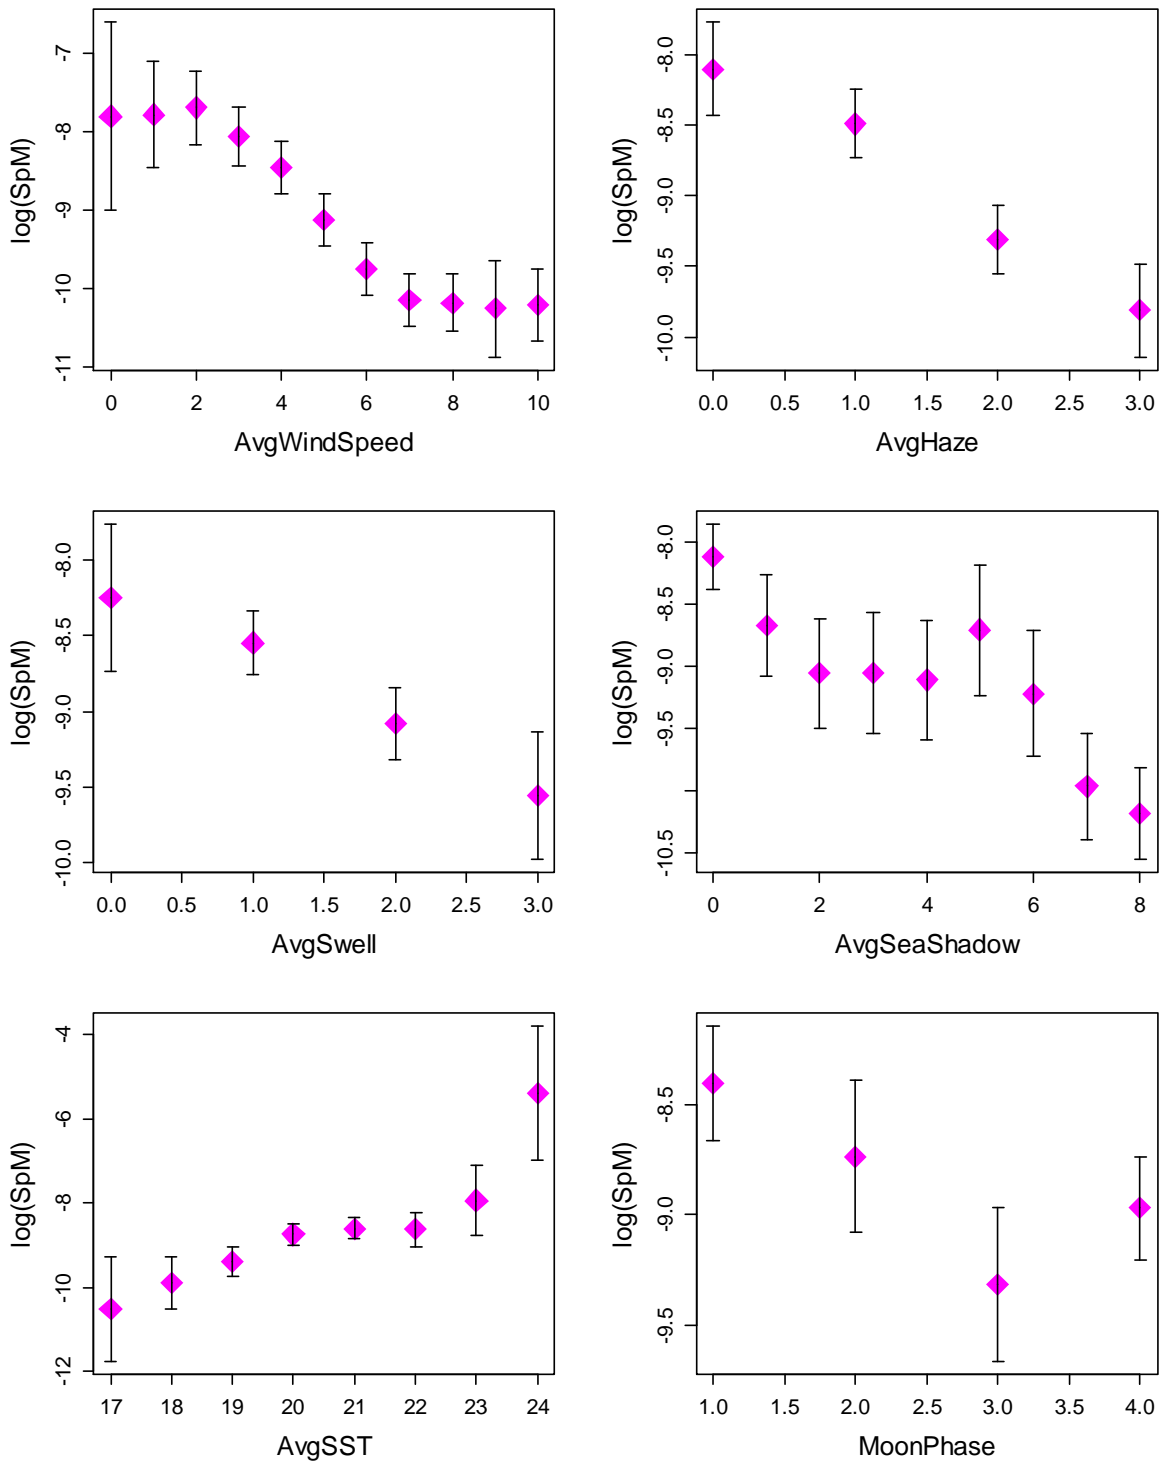 -7
-8
-9
-10
-11
log(SpM)
0 2 4 6 8 10
AvgWindSpeed
-8.0
-8.5
-9.0
-9.5
-10.0
log(SpM)
0.0 0.5 1.0 1.5 2.0 2.5 3.0
AvgHaze
-8.0
-8.5
-9.0
-9.5
-10.0
log(SpM)
0.0 0.5 1.0 1.5 2.0 2.5 3.0
AvgSwell
-8.0
-8.5
-9.0
-9.5
-10.5
log(SpM)
0 2 4 6 8
AvgSeaShadow
-4
-6
-8
-10
-12
log(SpM)
17 18 19 20 21 22 23 24
AvgSST
-8.5
-9.0
-9.5
log(SpM)
1.0 1.5 2.0 2.5 3.0 3.5 4.0
MoonPhase